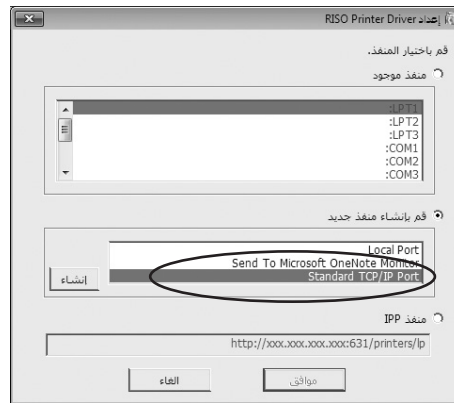 إعداد RISO Printer Driver
قم باختيار المنفذ.
منفذ موجود
LPT1:
LPT2:
LPT3:
COM1:
COM2:
COM3:
قم بإنشاء منفذ جديد
Local Port
Send To Microsoft OneNote Monitor
Standard TCP/IP Port
إنشاء
منفذ IPP
http://xxx.xxx.xxx.xxx:631/printers/lp
موافق
الغاء